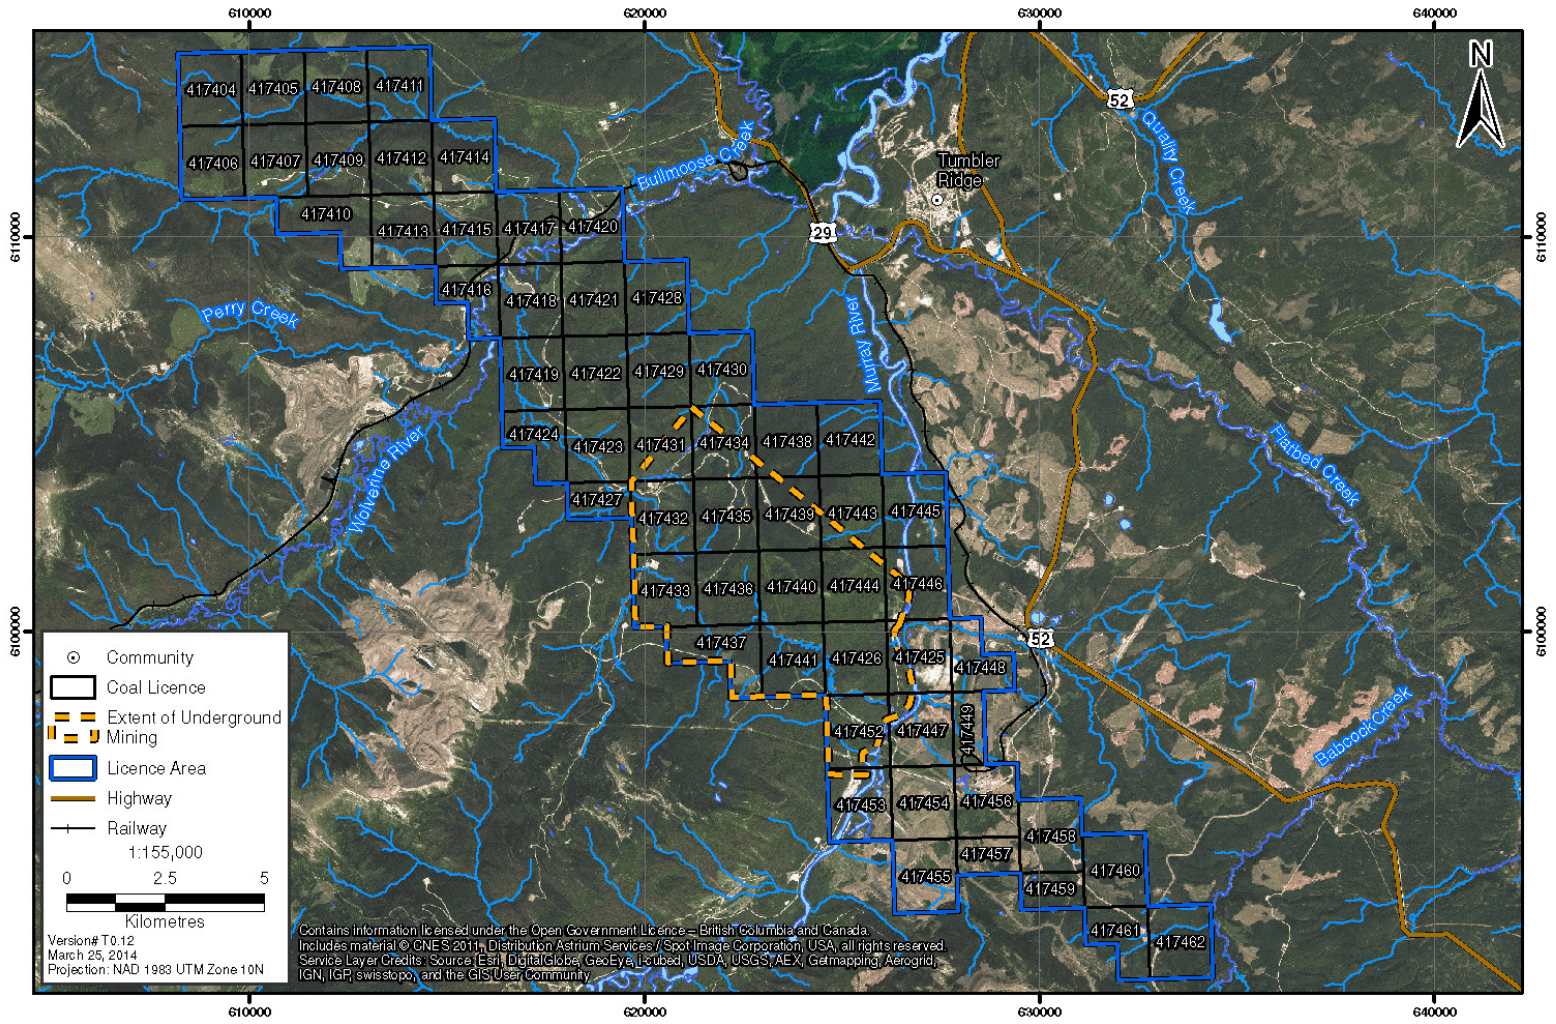 610000
620000
630000
640000
N
52
Quality Creek
417404
417405
417408
417411
417406
417407
417409
417412
417414
Bullmoose Creek
Tumbler
Ridge
417410
417413
417415
417417
417420
29
6110000
6110000
417416
417418
417421
417428
Perry Creek
Murray River
417419
417422
417429
417430
417424
417423
417431
417434
417438
417442
Wolverine River
Flatbed Creek
417427
417432
417435
417439
417443
417445
417433
417436
417440
417444
417446
6100000
6100000
52
417437
417441
417426
417425
417448
417452
417447
417449
Babcock Creek
417453
417454
417456
417458
417457
417455
417459
417460
417461
417462
Community
Coal Licence
Extent of Underground
Mining
Licence Area
Highway
Railway
1:155,000
0 2.5 5
Kilometres
Version# T0.12
March 25, 2014
Projection: NAD 1983 UTM Zone 10N
Contains information licensed under the Open Government Licence – British Columbia and Canada.
Includes material © CNES 2011, Distribution Astrium Services / Spot Image Corporation, USA, all rights reserved.
Service Layer Credits: Source: Esri, DigitalGlobe, GeoEye, i-cubed, USDA, USGS, AEX, Getmapping, Aerogrid,
IGN, IGP, swisstopo, and the GIS User Community
610000
620000
630000
640000